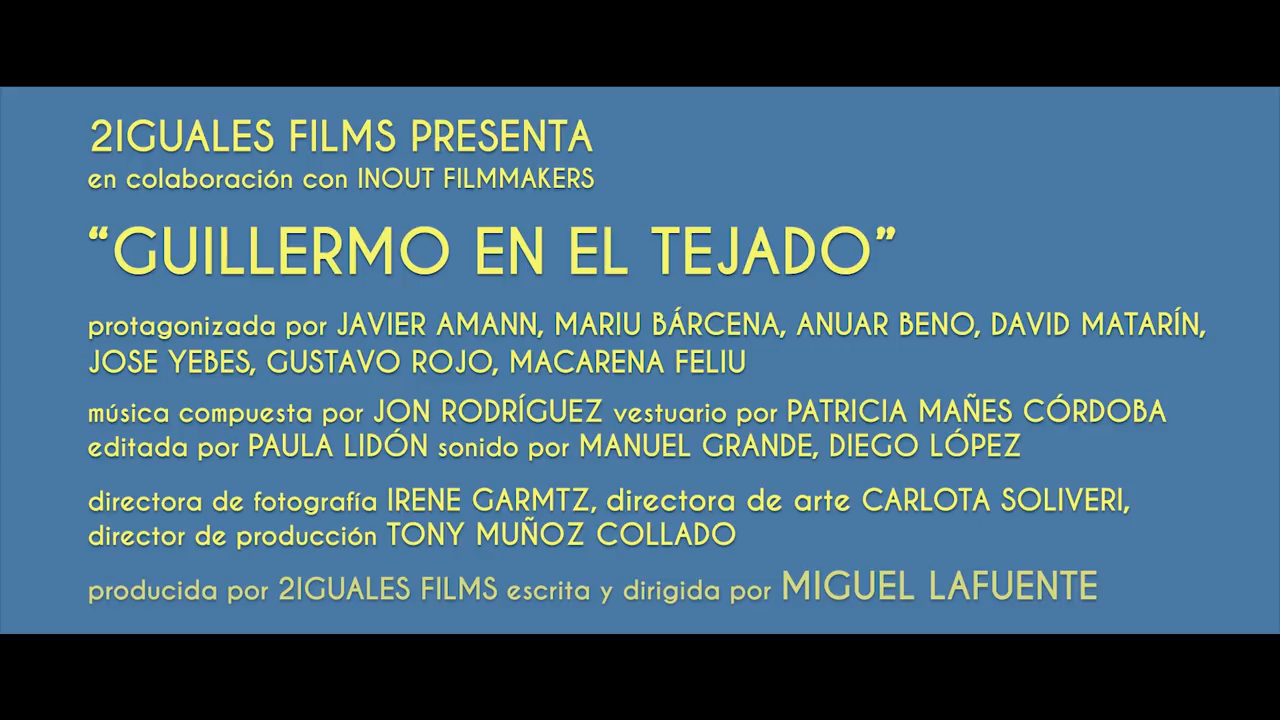 2IGUALES FILMS PRESENTA
en colaboración con INOUT FILMMAKERS
“GUILLERMO EN EL TEJADO”
protagonizada por JAVIER AMANN, MARIU BÁRCENA, ANUAR BENO, DAVID MATARÍN,
JOSE YEBES, GUSTAVO ROJO, MACARENA FELIU
música compuesta por JON RODRÍGUEZ vestuario por PATRICIA MAÑES CÓRDOBA
editada por PAULA LIDÓN sonido por MANUEL GRANDE, DIEGO LÓPEZ
directora de fotografía IRENE GARMTZ, directora de arte CARLOTA SOLIVERI,
director de producción TONY MUÑOZ COLLADO
producida por 2IGUALES FILMS escrita y dirigida por MIGUEL LAFUENTE